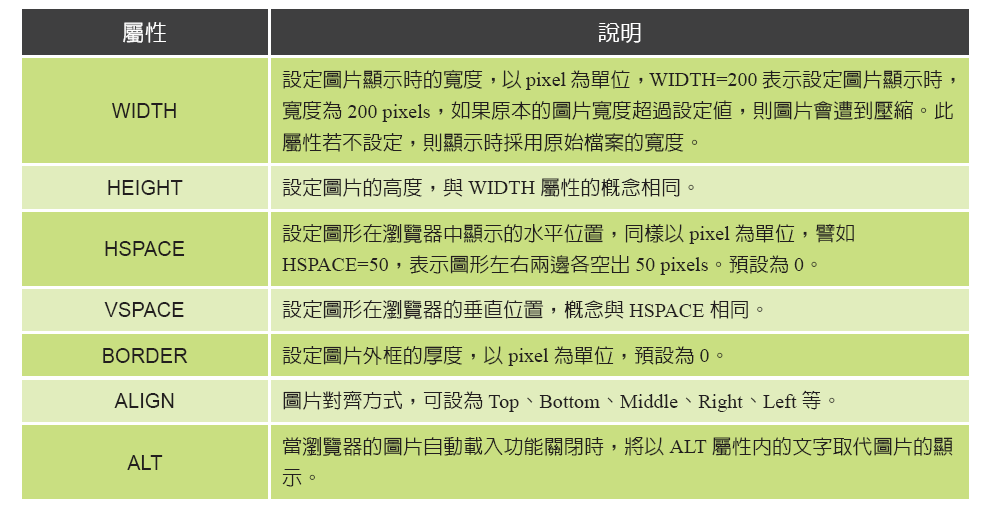 屬性 說明
WIDTH
設定圖片顯示時的寬度，以 pixel 為單位，WIDTH=200 表示設定圖片顯示時，
寬度為 200 pixels，如果原本的圖片寬度超過設定值，則圖片會遭到壓縮。此
屬性若不設定，則顯示時採用原始檔案的寬度。
HEIGHT 設定圖片的高度，與 WIDTH 屬性的概念相同。
HSPACE
設定圖形在瀏覽器中顯示的水平位置，同樣以 pixel 為單位，譬如
HSPACE=50，表示圖形左右兩邊各空出 50 pixels。預設為 0。
VSPACE 設定圖形在瀏覽器的垂直位置，概念與 HSPACE 相同。
BORDER 設定圖片外框的厚度，以 pixel 為單位，預設為 0。
ALIGN 圖片對齊方式，可設為 Top、Bottom、Middle、Right、Left 等。
ALT
當瀏覽器的圖片自動載入功能關閉時，將以 ALT 屬性內的文字取代圖片的顯
示。